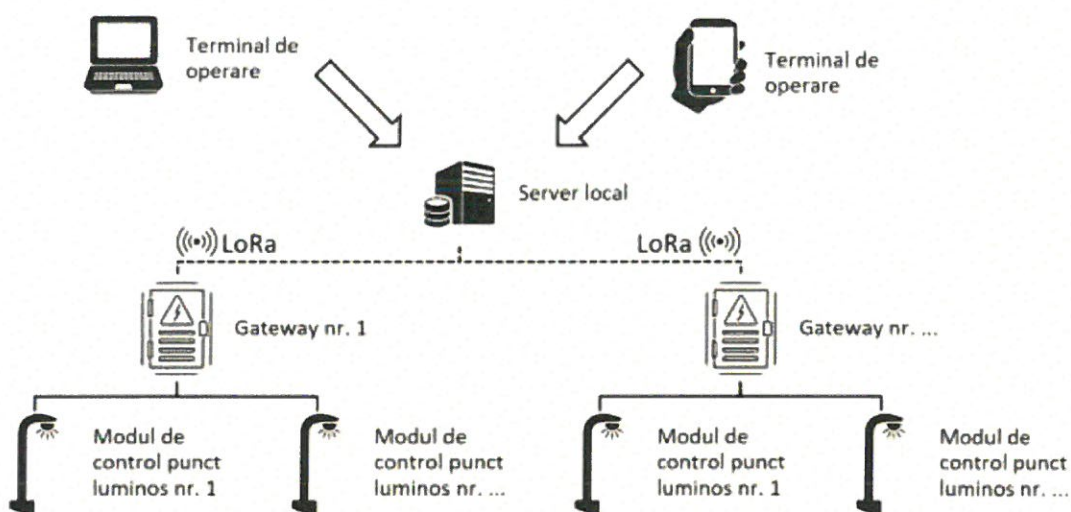 Terminal de
operare
Terminal de
operare
Server local
LoRa
LoRa
Gateway nr. 1
Gateway nr. ...
Modul de
control punct
luminos nr. 1
Modul de
control punct
luminos nr. ...
Modul de
control punct
luminos nr. 1
Modul de
control punct
luminos nr. ...